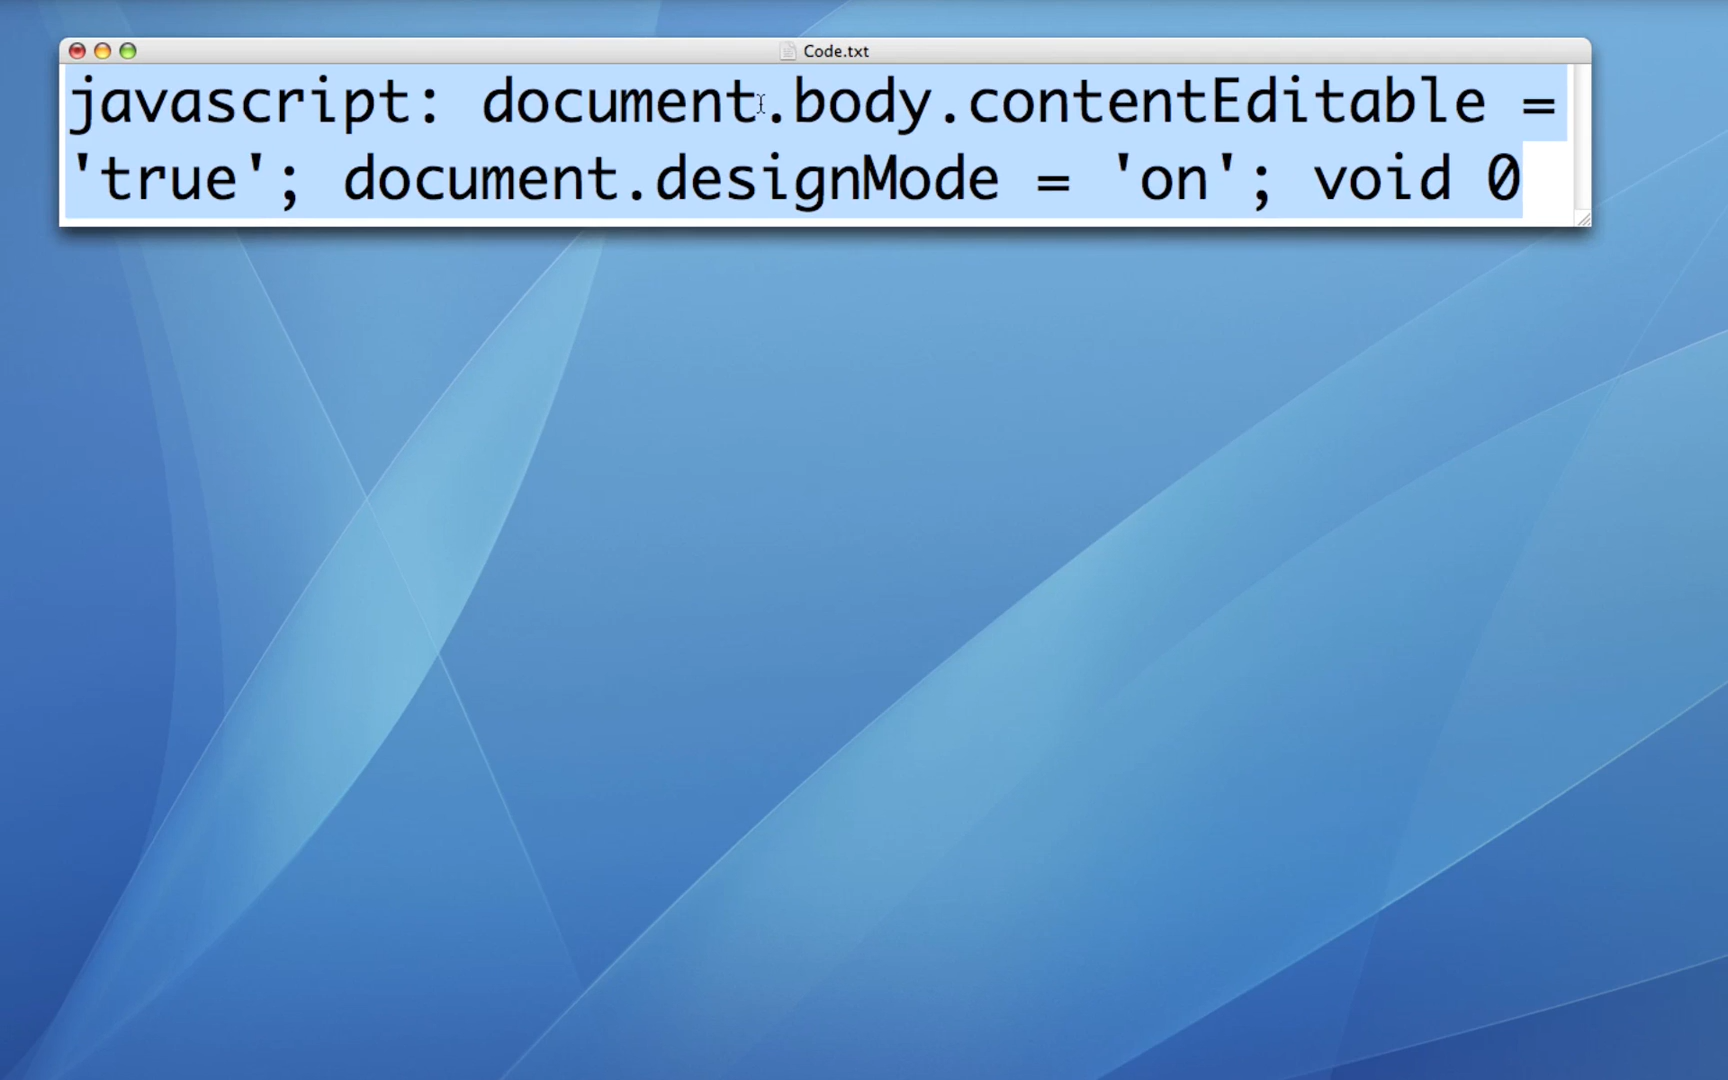 Code.txt
javascript: document.body.contentEditable =
'true'; document.designMode = 'on'; void 0